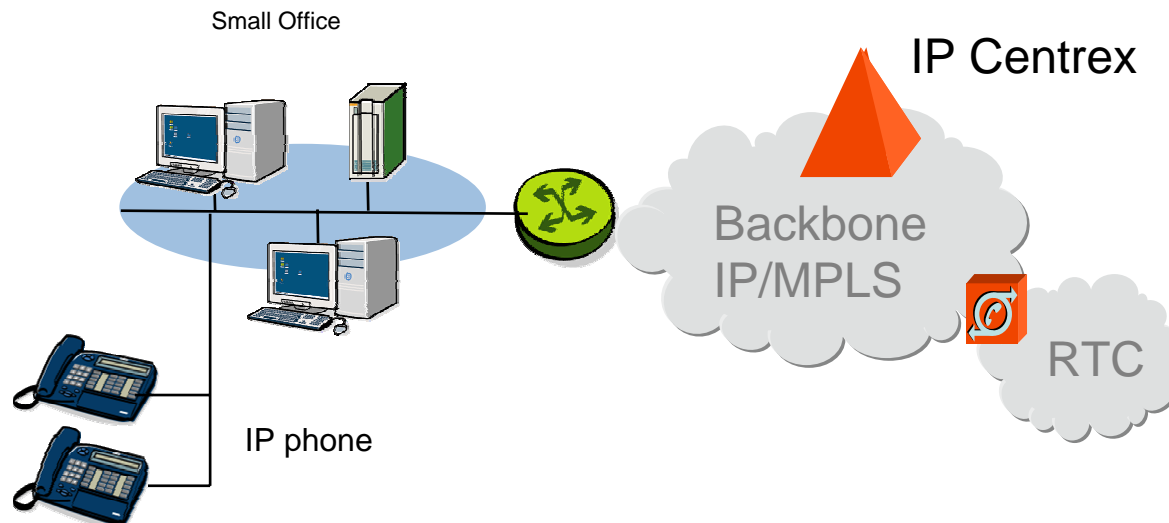 Small Office
IP Centrex
Backbone
IP/MPLS
RTC
IP phone